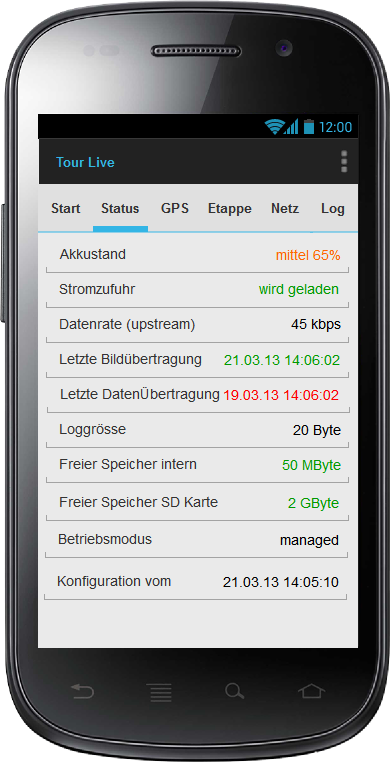 12:00
Tour Live
Start Status GPS Etappe Netz Log
Akkustand mittel 65%
Stromzufuhr wird geladen
Datenrate (upstream) 45 kbps
Letzte Bildübertragung 21.03.13 14:06:02
Letzte DatenÜbertragung 19.03.13 14:06:02
Loggrösse 20 Byte
Freier Speicher intern 50 MByte
Freier Speicher SD Karte 2 GByte
Betriebsmodus managed
Konfiguration vom 21.03.13 14:05:10